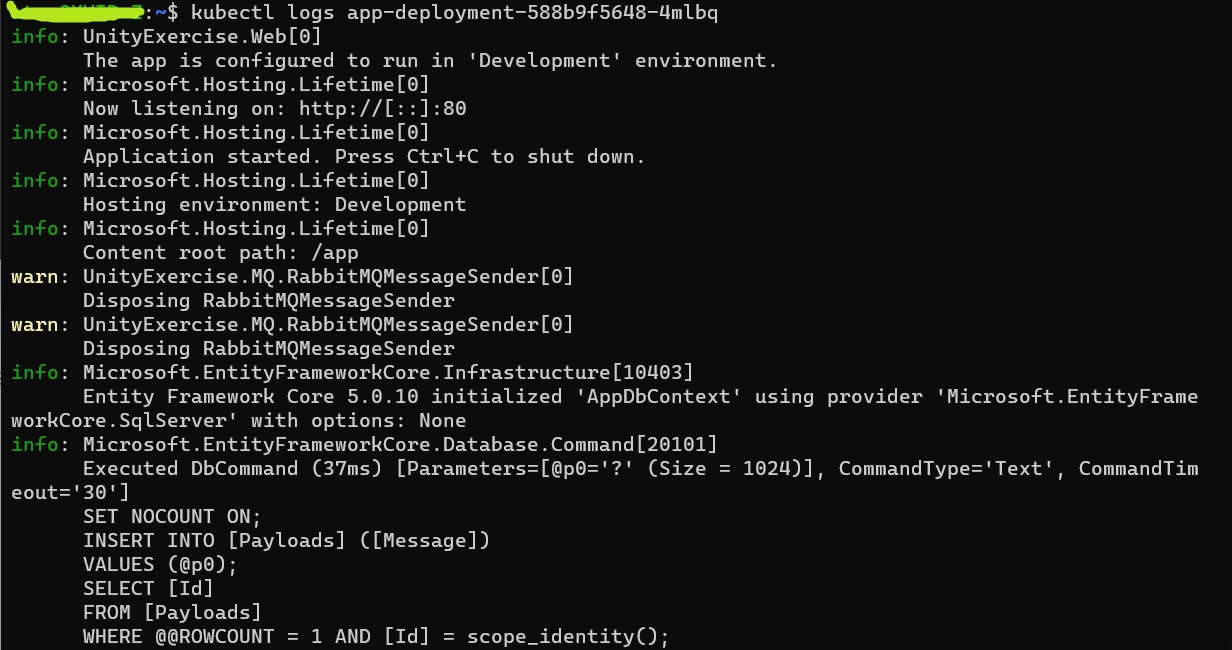 :~$ kubectl logs app-deployment-588b9f5648-4mlbq
info: UnityExercise.Web[0]
      The app is configured to run in 'Development' environment.
info: Microsoft.Hosting.Lifetime[0]
      Now listening on: http://[::]:80
info: Microsoft.Hosting.Lifetime[0]
      Application started. Press Ctrl+C to shut down.
info: Microsoft.Hosting.Lifetime[0]
      Hosting environment: Development
info: Microsoft.Hosting.Lifetime[0]
      Content root path: /app
warn: UnityExercise.MQ.RabbitMQMessageSender[0]
      Disposing RabbitMQMessageSender
warn: UnityExercise.MQ.RabbitMQMessageSender[0]
      Disposing RabbitMQMessageSender
info: Microsoft.EntityFrameworkCore.Infrastructure[10403]
      Entity Framework Core 5.0.10 initialized 'AppDbContext' using provider 'Microsoft.EntityFrame
workCore.SqlServer' with options: None
info: Microsoft.EntityFrameworkCore.Database.Command[20101]
      Executed DbCommand (37ms) [Parameters=[@p0='?' (Size = 1024)], CommandType='Text', CommandTim
eout='30']
      SET NOCOUNT ON;
      INSERT INTO [Payloads] ([Message])
      VALUES (@p0);
      SELECT [Id]
      FROM [Payloads]
      WHERE @@ROWCOUNT = 1 AND [Id] = scope_identity();